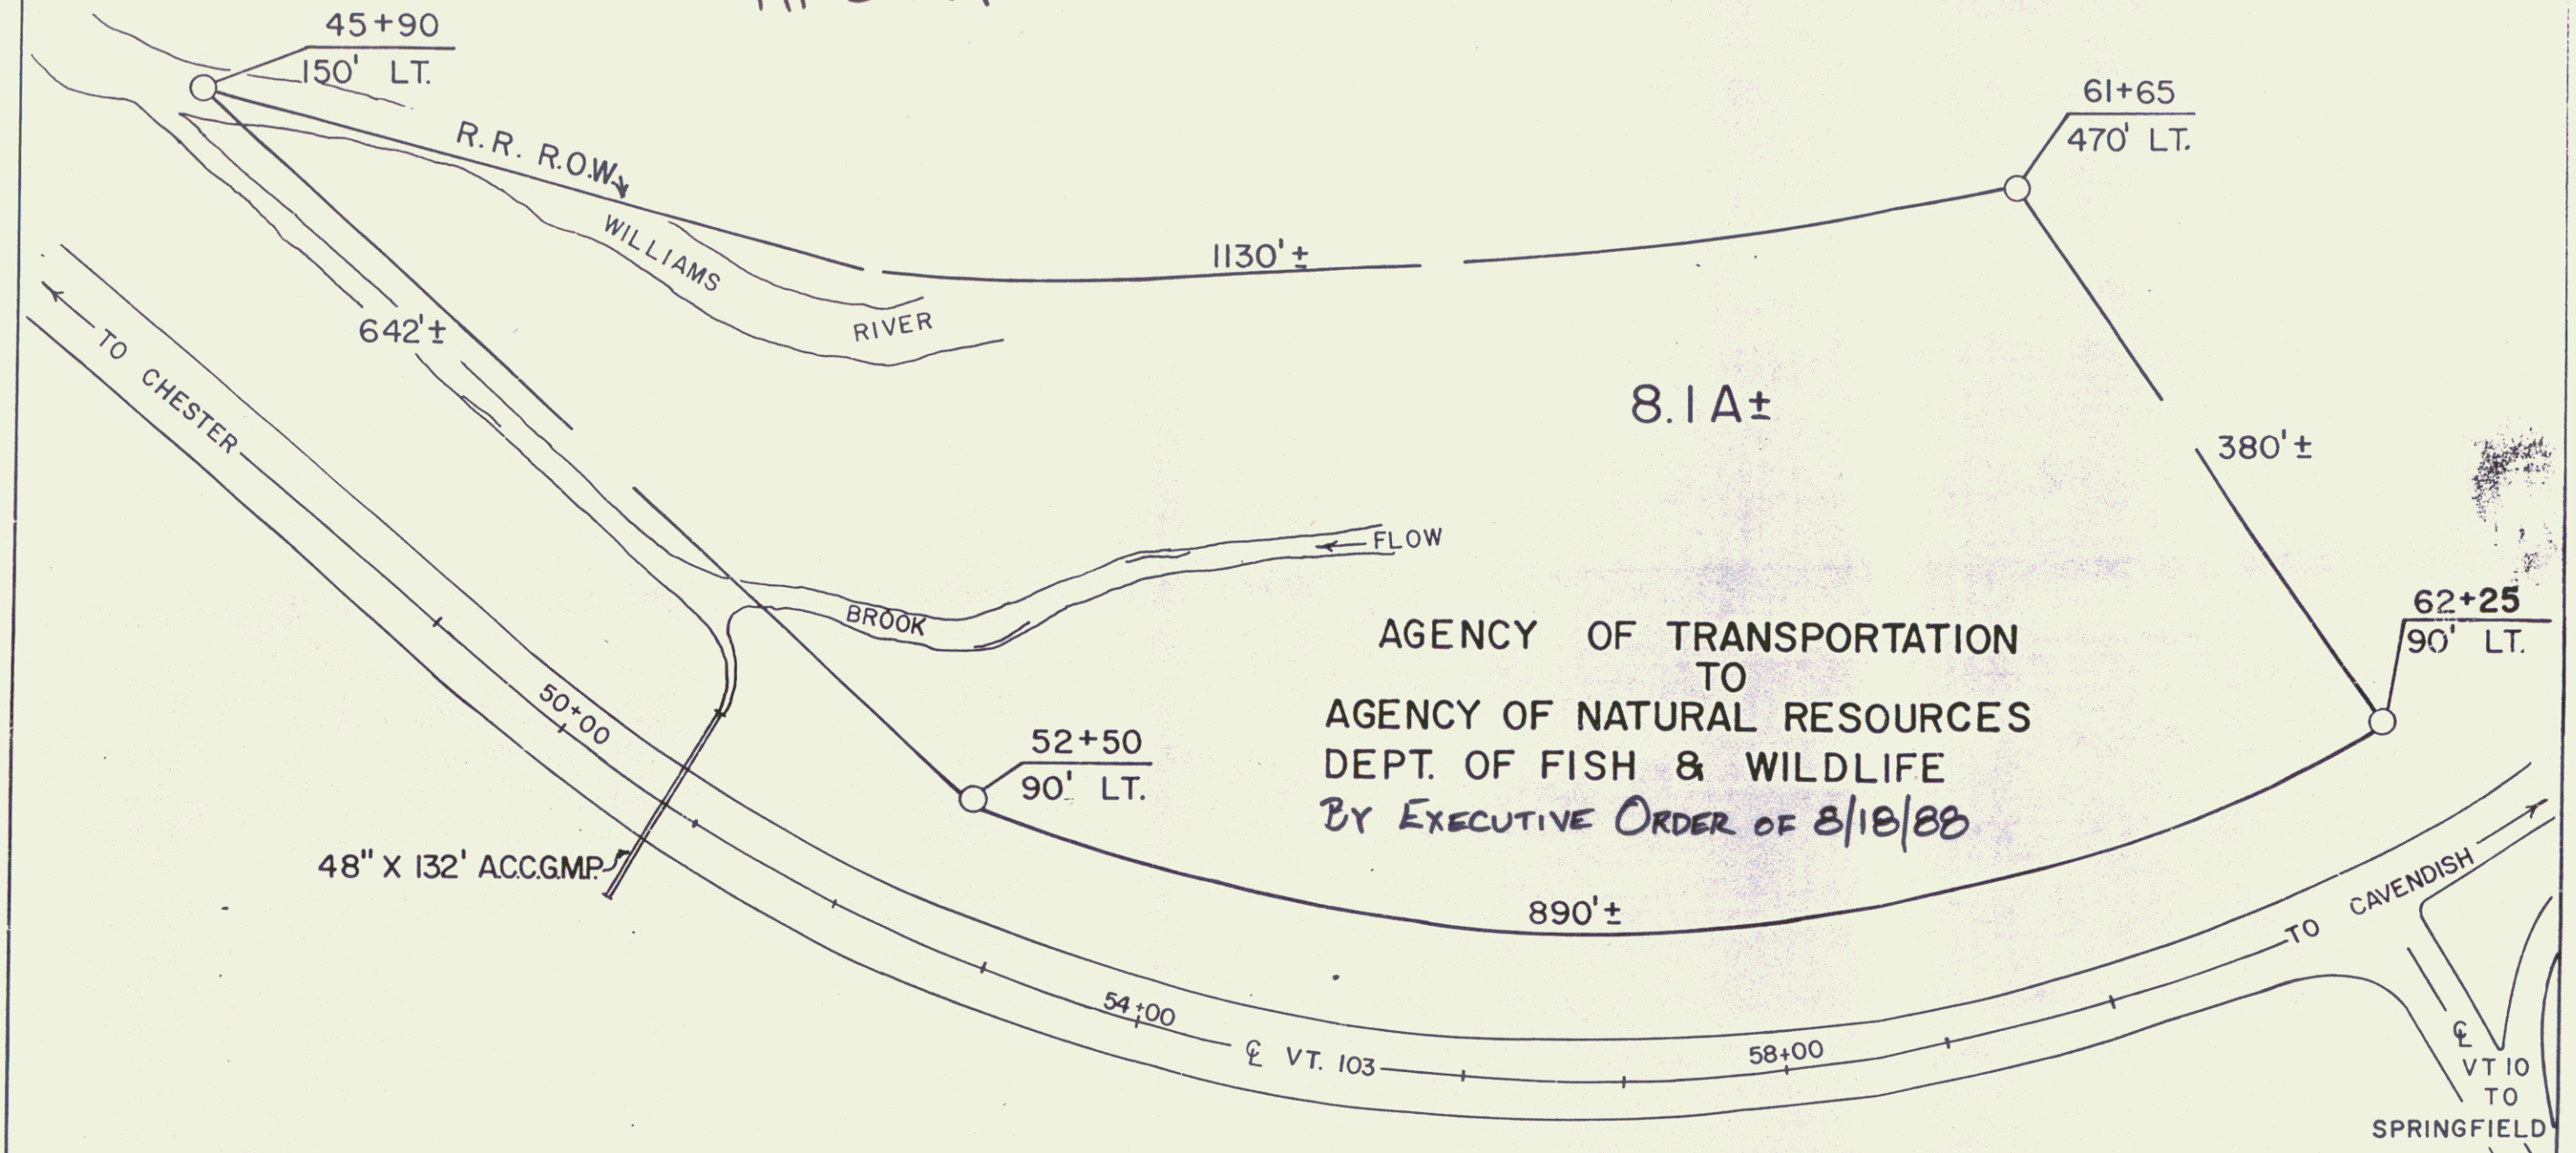 45+90
150' LT.
61+65
470' LT.
R.R. R.O.W.
WILLIAMS
RIVER
1130'±
642'±
TO CHESTER
8.1 A±
380'±
FLOW
BROOK
62+25
90' LT.
AGENCY OF TRANSPORTATION
TO
AGENCY OF NATURAL RESOURCES
DEPT. OF FISH & WILDLIFE
BY EXECUTIVE ORDER OF 8/18/88
50+00
52+50
90' LT.
48" X 132' A.C.C.G.M.P.
890'±
TO CAVENDISH
54+00
℄ VT. 103
58+00
℄
VT 10
TO
SPRINGFIELD